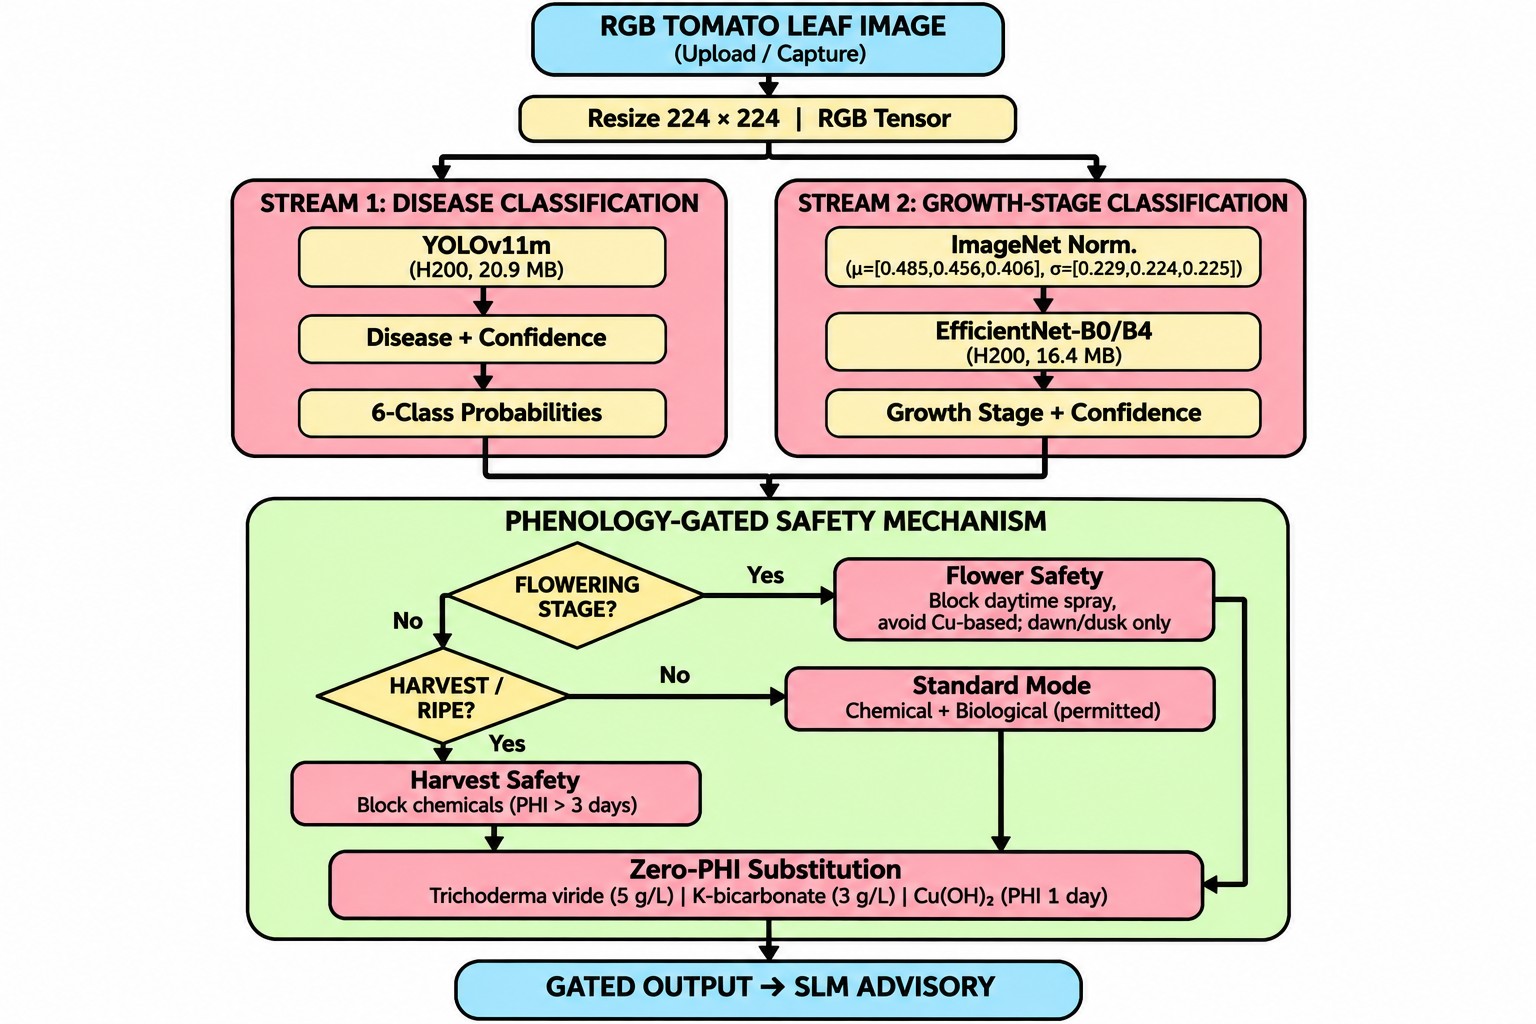 RGB TOMATO LEAF IMAGE
(Upload / Capture)
Resize 224 × 224 | RGB Tensor
STREAM 1: DISEASE CLASSIFICATION
YOLOv11m
(H200, 20.9 MB)
Disease + Confidence
6-Class Probabilities
STREAM 2: GROWTH-STAGE CLASSIFICATION
ImageNet Norm.
(μ=[0.485,0.456,0.406], σ=[0.229,0.224,0.225])
EfficientNet-B0/B4
(H200, 16.4 MB)
Growth Stage + Confidence
PHENOLOGY-GATED SAFETY MECHANISM
FLOWERING
STAGE?
Yes
Flower Safety
Block daytime spray,
avoid Cu-based; dawn/dusk only
No
HARVEST /
RIPE?
No
Standard Mode
Chemical + Biological (permitted)
Yes
Harvest Safety
Block chemicals (PHI > 3 days)
Zero-PHI Substitution
Trichoderma viride (5 g/L) | K-bicarbonate (3 g/L) | Cu(OH)₂ (PHI 1 day)
GATED OUTPUT → SLM ADVISORY